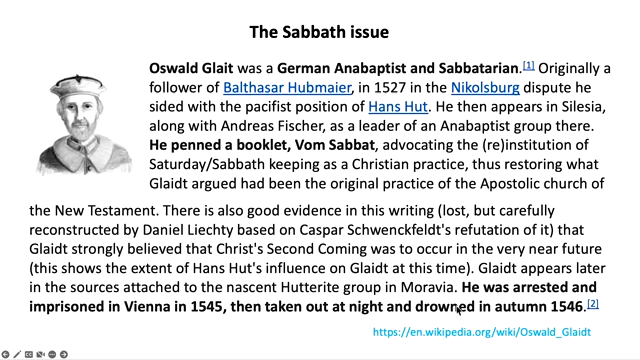 The Sabbath issue
Oswald Glait was a German Anabaptist and Sabbatarian.[1] Originally a
follower of Balthasar Hubmaier, in 1527 in the Nikolsburg dispute he
sided with the pacifist position of Hans Hut. He then appears in Silesia,
along with Andreas Fischer, as a leader of an Anabaptist group there.
He penned a booklet, Vom Sabbat, advocating the (re)institution of
Saturday/Sabbath keeping as a Christian practice, thus restoring what
Glaidt argued had been the original practice of the Apostolic church of
the New Testament. There is also good evidence in this writing (lost, but carefully
reconstructed by Daniel Liechty based on Caspar Schwenckfeldt's refutation of it) that
Glaidt strongly believed that Christ's Second Coming was to occur in the very near future
(this shows the extent of Hans Hut's influence on Glaidt at this time). Glaidt appears later
in the sources attached to the nascent Hutterite group in Moravia. He was arrested and
imprisoned in Vienna in 1545, then taken out at night and drowned in autumn 1546.[2]
https://en.wikipedia.org/wiki/Oswald_Glaidt